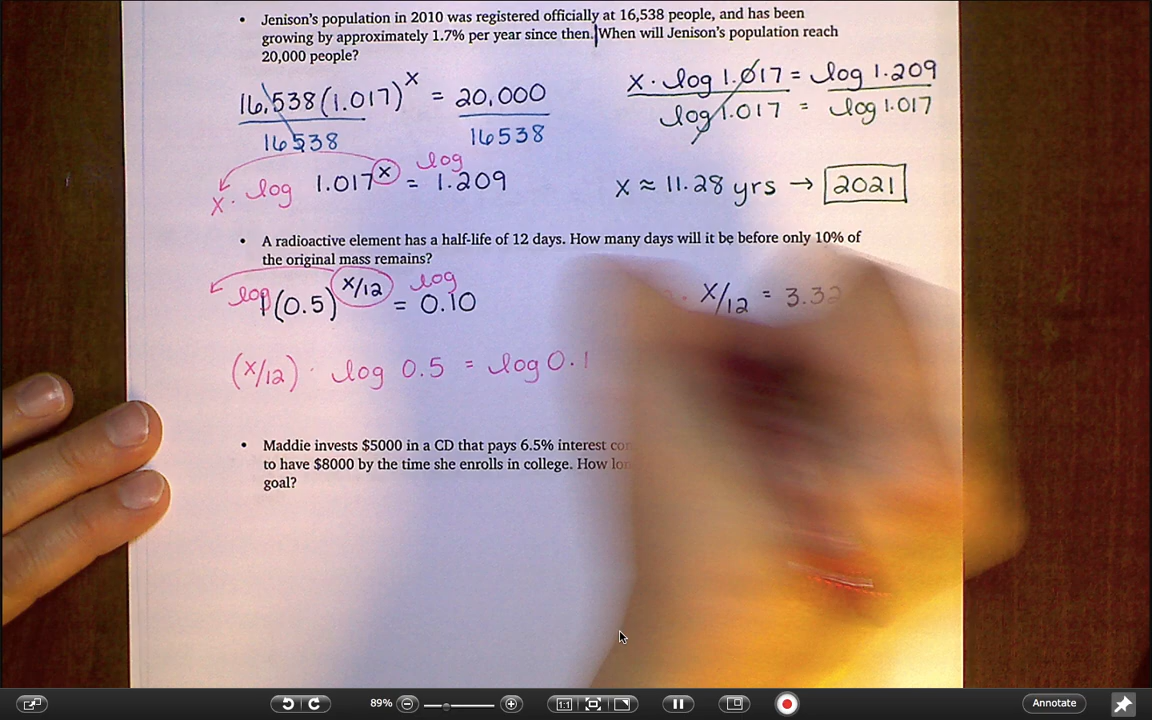 • Jenison's population in 2010 was registered officially at 16,538 people, and has been
growing by approximately 1.7% per year since then. When will Jenison's population reach
20,000 people?
16,538(1.017)^x = 20,000
16538 16538
x · log 1.017^x = log 1.209
x · log 1.017 = log 1.209
log 1.017 = log 1.017
x ≈ 11.28 yrs → 2021
• A radioactive element has a half-life of 12 days. How many days will it be before only 10% of
the original mass remains?
log 1(0.5)^x/12 = log 0.10
(x/12) · log 0.5 = log 0.1
· x/12 = 3.32
• Maddie invests $5000 in a CD that pays 6.5% interest
to have $8000 by the time she enrolls in college. How
goal?
89%
1:1
Annotate